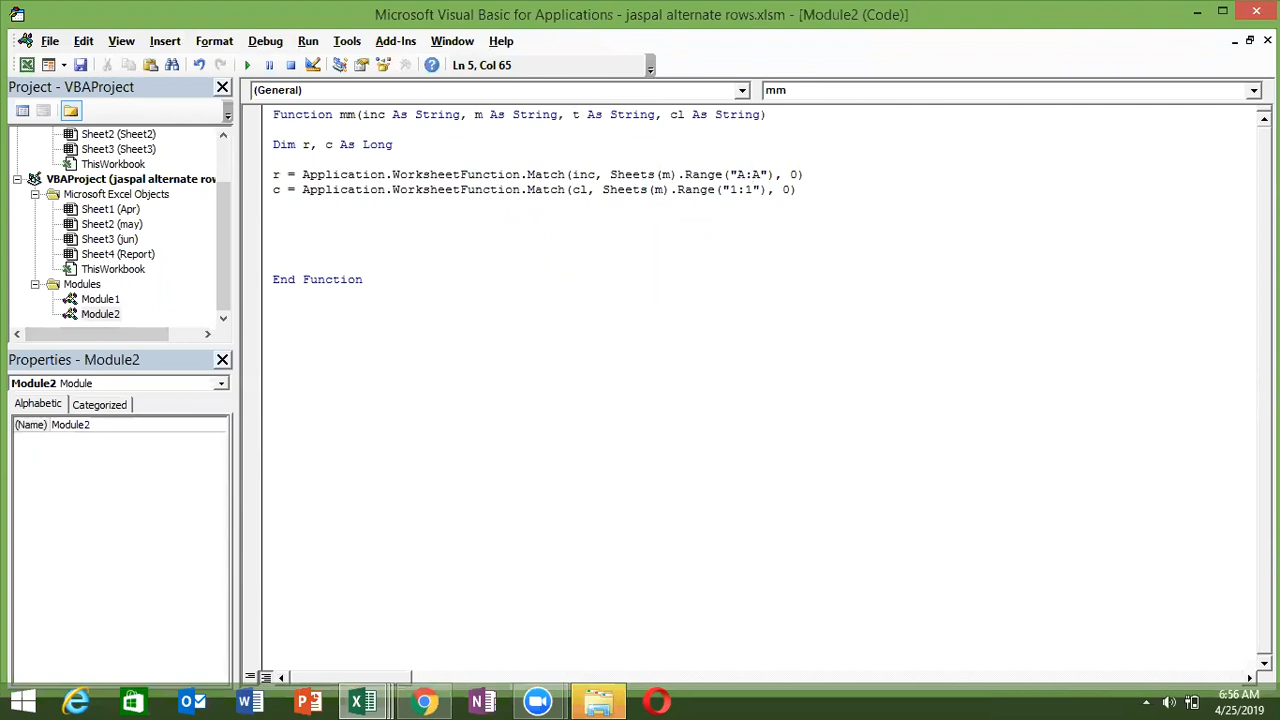 Microsoft Visual Basic for Applications - jaspal alternate rows.xlsm - [Module2 (Code)]
File Edit View Insert Format Debug Run Tools Add-Ins Window Help
Ln 5, Col 65
Project - VBAProject
(General)
mm
Sheet2 (Sheet2)
Sheet3 (Sheet3)
ThisWorkbook
VBAProject (jaspal alternate rov
Microsoft Excel Objects
Sheet1 (Apr)
Sheet2 (may)
Sheet3 (jun)
Sheet4 (Report)
ThisWorkbook
Modules
Module1
Module2
Function mm(inc As String, m As String, t As String, cl As String)
Dim r, c As Long
r = Application.WorksheetFunction.Match(inc, Sheets(m).Range("A:A"), 0)
c = Application.WorksheetFunction.Match(cl, Sheets(m).Range("1:1"), 0)
End Function
Properties - Module2
Module2 Module
Alphabetic Categorized
(Name) Module2
6:56 AM
4/25/2019